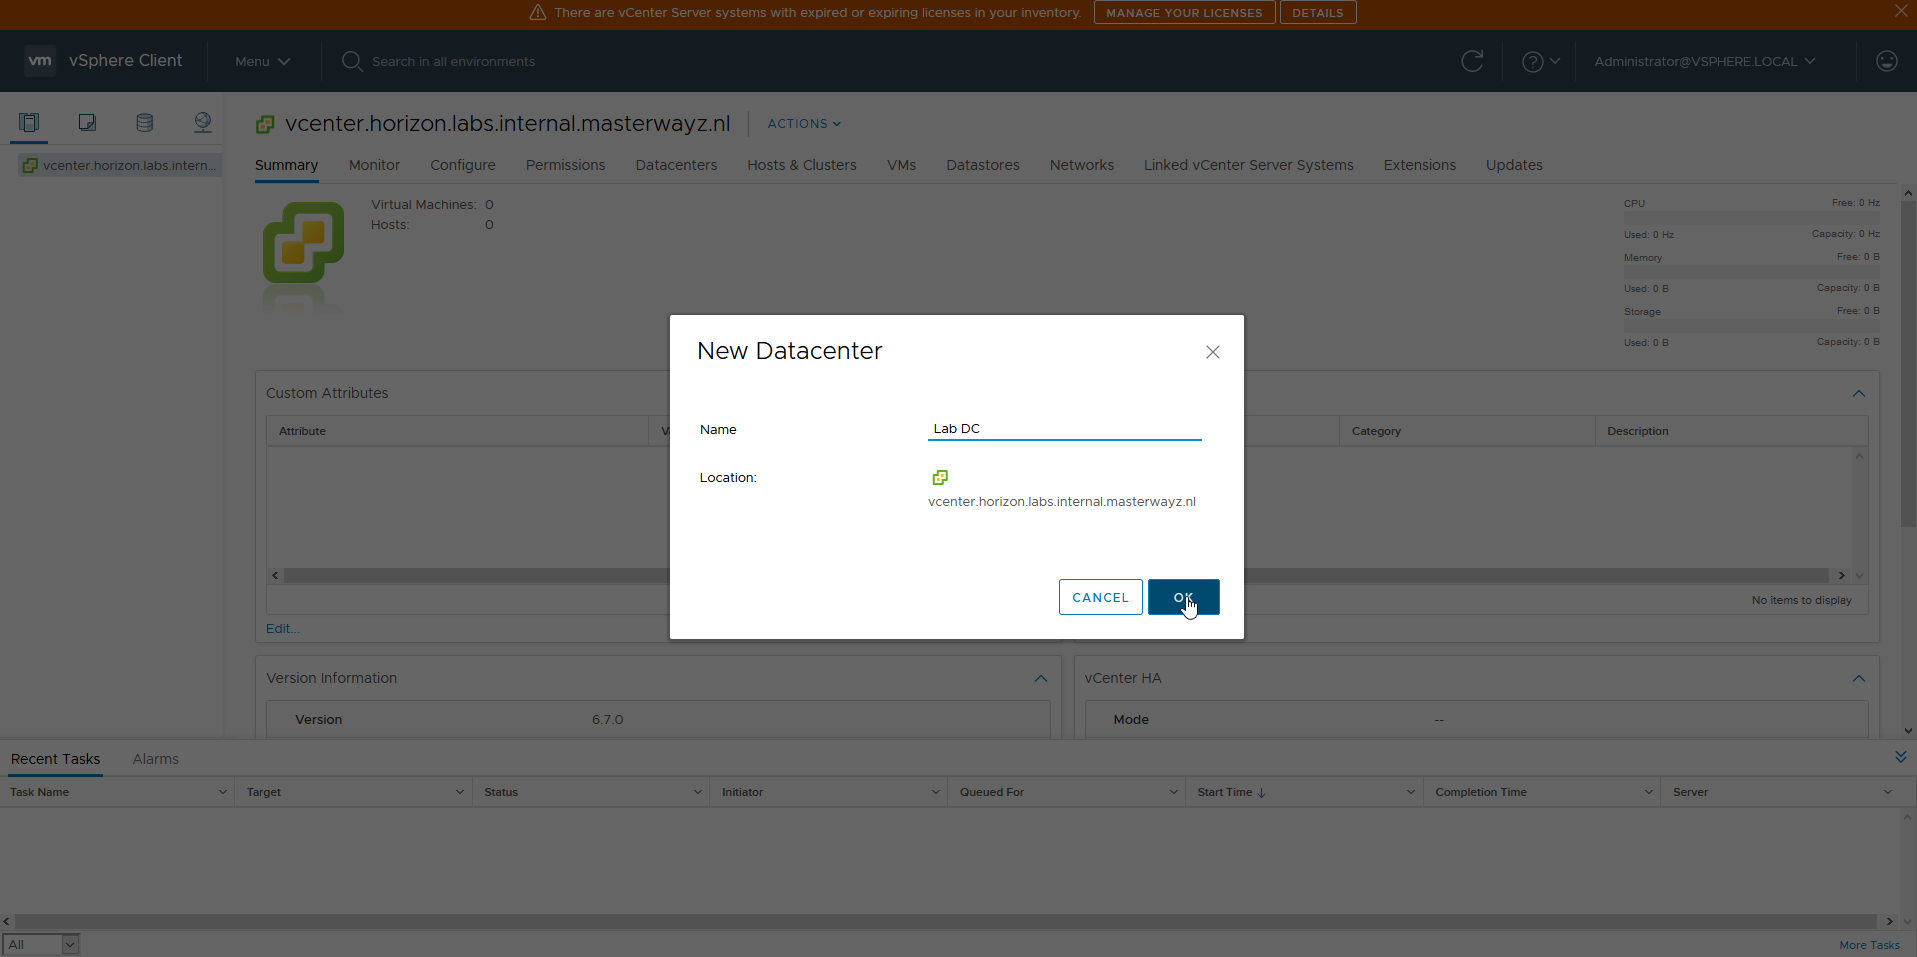 There are vCenter Server systems with expired or expiring licenses in your inventory. MANAGE YOUR LICENSES DETAILS
vm vSphere Client Menu Search in all environments Administrator@VSPHERE.LOCAL
vcenter.horizon.labs.internal.masterwayz.nl ACTIONS
vcenter.horizon.labs.intern...
Summary Monitor Configure Permissions Datacenters Hosts & Clusters VMs Datastores Networks Linked vCenter Server Systems Extensions Updates
Virtual Machines: 0
Hosts: 0
CPU Free: 0 Hz
Used: 0 Hz Capacity: 0 Hz
Memory Free: 0 B
Used: 0 B Capacity: 0 B
Storage Free: 0 B
Used: 0 B Capacity: 0 B
New Datacenter
Name Lab DC
Location:
vcenter.horizon.labs.internal.masterwayz.nl
CANCEL OK
Custom Attributes
Attribute Category Description
No items to display
Edit...
Version Information
Version 6.7.0
vCenter HA
Mode --
Recent Tasks Alarms
Task Name Target Status Initiator Queued For Start Time Completion Time Server
All More Tasks